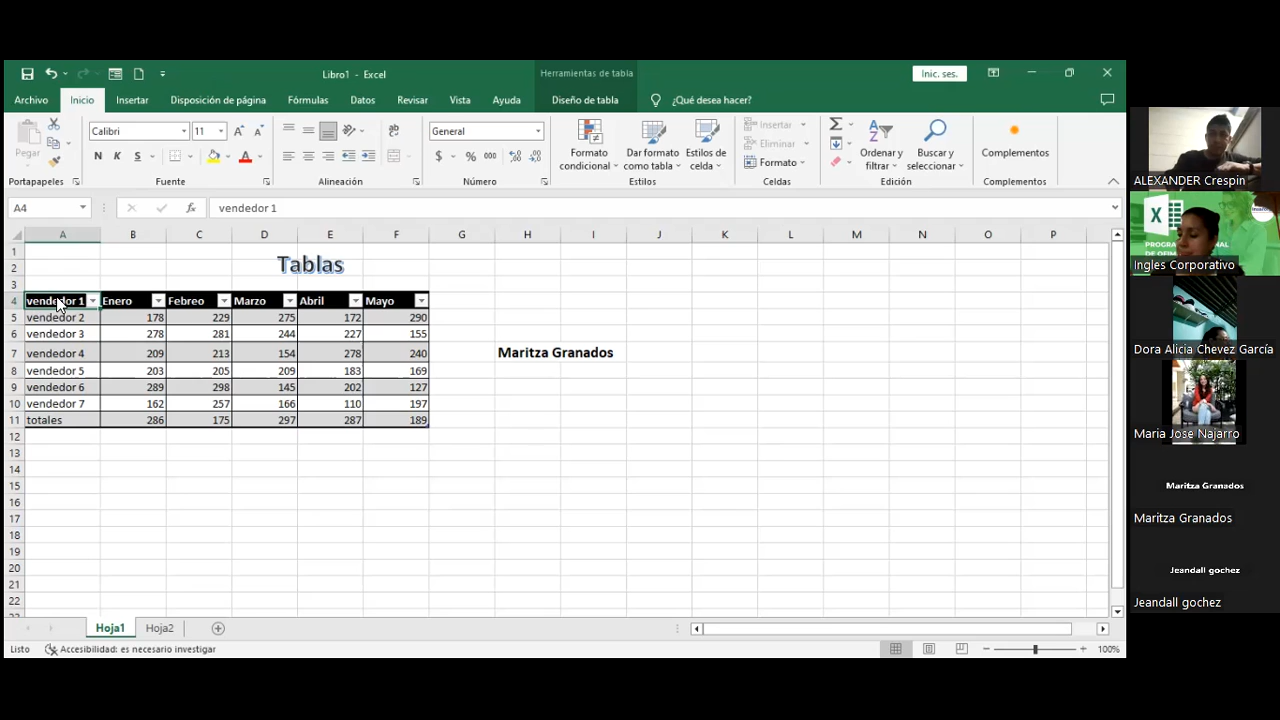 Libro1 - Excel
Herramientas de tabla
Inic. ses.
Archivo Inicio Insertar Disposición de página Fórmulas Datos Revisar Vista Ayuda Diseño de tabla ¿Qué desea hacer?
Pegar
Portapapeles
Calibri 11
N K S
Fuente
Alineación
General
$ % 000
Número
Formato condicional
Dar formato como tabla
Estilos de celda
Estilos
Insertar
Eliminar
Formato
Celdas
Ordenar y filtrar
Buscar y seleccionar
Edición
Complementos
Complementos
A4 fx vendedor 1
A B C D E F G H I J K L M N O P
1
2 Tablas
3
4 vendedor 1 Enero Febreo Marzo Abril Mayo
5 vendedor 2 178 229 275 172 290
6 vendedor 3 278 281 244 227 155
7 vendedor 4 209 213 154 278 240 Maritza Granados
8 vendedor 5 203 205 209 183 169
9 vendedor 6 289 298 145 202 127
10 vendedor 7 162 257 166 110 197
11 totales 286 175 297 287 189
12
13
14
15
16
17
18
19
20
21
22
Hoja1 Hoja2
Listo Accesibilidad: es necesario investigar 100%
ALEXANDER Crespin
Ingles Corporativo
Dora Alicia Chevez García
Maria Jose Najarro
Maritza Granados
Maritza Granados
Jeandall gochez
Jeandall gochez